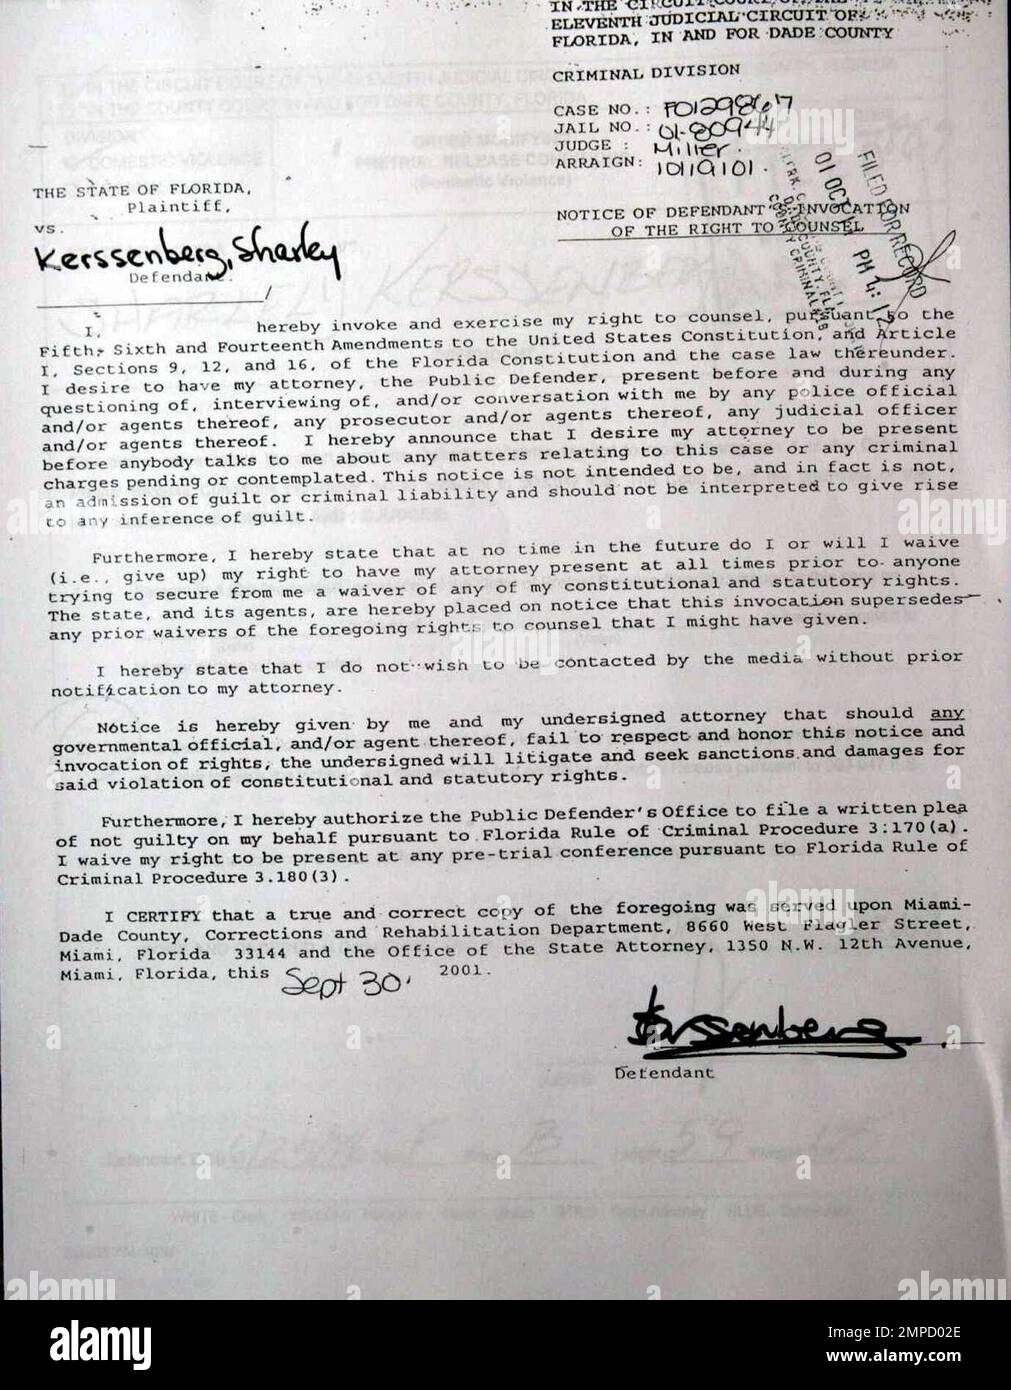 IN THE CIRCUIT COURT OF THE
ELEVENTH JUDICIAL CIRCUIT OF
FLORIDA, IN AND FOR DADE COUNTY
CRIMINAL DIVISION
CASE NO.: F0129867
JAIL NO.: 01-80944
JUDGE : Miller.
ARRAIGN: 10119101.
FILED FOR RECORD
01 OCT PM 4:
THE STATE OF FLORIDA,
Plaintiff,
vs.
Kerssenberg, Sharley
Defendant.
/
NOTICE OF DEFENDANT'S INVOCATION
OF THE RIGHT TO COUNSEL
I, hereby invoke and exercise my right to counsel, pursuant to the
Fifth, Sixth and Fourteenth Amendments to the United States Constitution, and Article
I, Sections 9, 12, and 16, of the Florida Constitution and the case law thereunder.
I desire to have my attorney, the Public Defender, present before and during any
questioning of, interviewing of, and/or conversation with me by any police official
and/or agents thereof, any prosecutor and/or agents thereof, any judicial officer
and/or agents thereof. I hereby announce that I desire my attorney to be present
before anybody talks to me about any matters relating to this case or any criminal
charges pending or contemplated. This notice is not intended to be, and in fact is not,
an admission of guilt or criminal liability and should not be interpreted to give rise
to any inference of guilt.
Furthermore, I hereby state that at no time in the future do I or will I waive
(i.e., give up) my right to have my attorney present at all times prior to anyone
trying to secure from me a waiver of any of my constitutional and statutory rights.
The state, and its agents, are hereby placed on notice that this invocation supersedes
any prior waivers of the foregoing rights to counsel that I might have given.
I hereby state that I do not wish to be contacted by the media without prior
notification to my attorney.
Notice is hereby given by me and my undersigned attorney that should any
governmental official, and/or agent thereof, fail to respect and honor this notice and
invocation of rights, the undersigned will litigate and seek sanctions and damages for
said violation of constitutional and statutory rights.
Furthermore, I hereby authorize the Public Defender's Office to file a written plea
of not guilty on my behalf pursuant to Florida Rule of Criminal Procedure 3:170(a).
I waive my right to be present at any pre-trial conference pursuant to Florida Rule of
Criminal Procedure 3.180(3).
I CERTIFY that a true and correct copy of the foregoing was served upon Miami-
Dade County, Corrections and Rehabilitation Department, 8660 West Flagler Street,
Miami, Florida 33144 and the Office of the State Attorney, 1350 N.W. 12th Avenue,
Miami, Florida, this Sept 30. 2001.
Kerssenberg
Defendant
alamy
Image ID: 2MPD02E
www.alamy.com